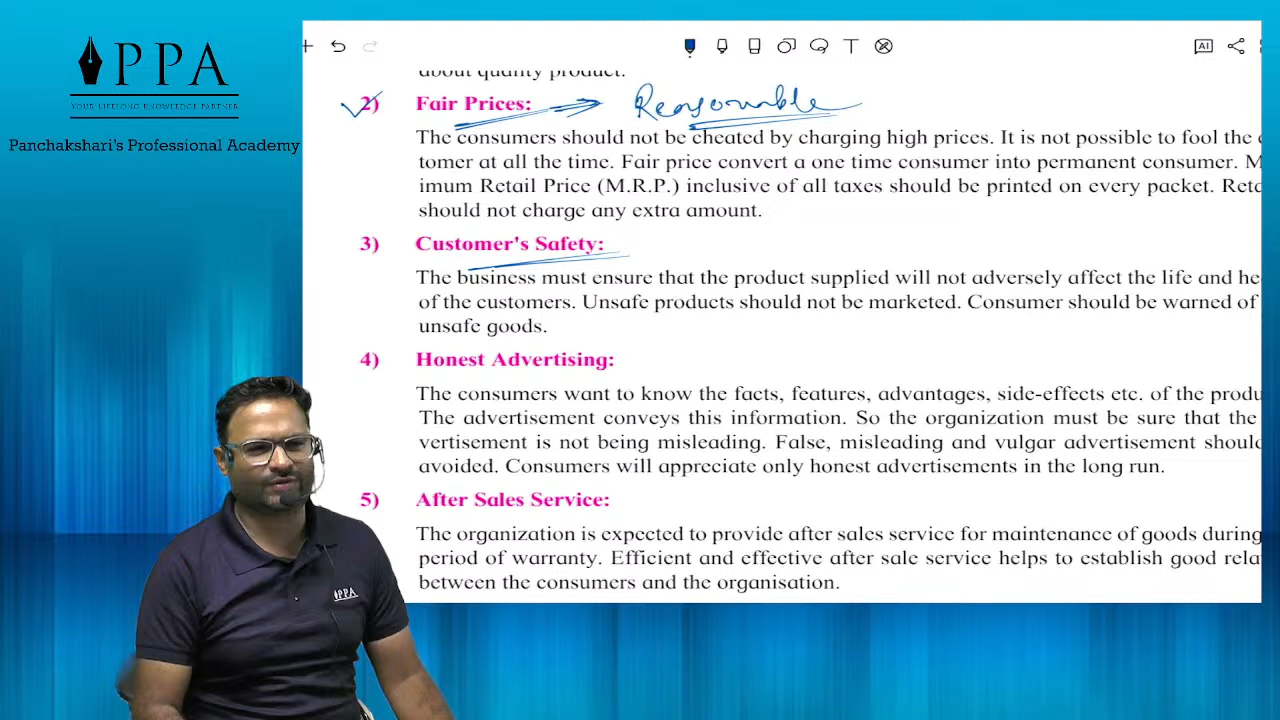 PPA
YOUR LIFELONG KNOWLEDGE PARTNER
Panchakshari's Professional Academy
AI
about quality product.
2) Fair Prices: Reasonable
The consumers should not be cheated by charging high prices. It is not possible to fool the
tomer at all the time. Fair price convert a one time consumer into permanent consumer. M
imum Retail Price (M.R.P.) inclusive of all taxes should be printed on every packet. Reta
should not charge any extra amount.
3) Customer's Safety:
The business must ensure that the product supplied will not adversely affect the life and he
of the customers. Unsafe products should not be marketed. Consumer should be warned of
unsafe goods.
4) Honest Advertising:
The consumers want to know the facts, features, advantages, side-effects etc. of the produ
The advertisement conveys this information. So the organization must be sure that the
vertisement is not being misleading. False, misleading and vulgar advertisement should
avoided. Consumers will appreciate only honest advertisements in the long run.
5) After Sales Service:
The organization is expected to provide after sales service for maintenance of goods during
period of warranty. Efficient and effective after sale service helps to establish good rela
between the consumers and the organisation.
PPA